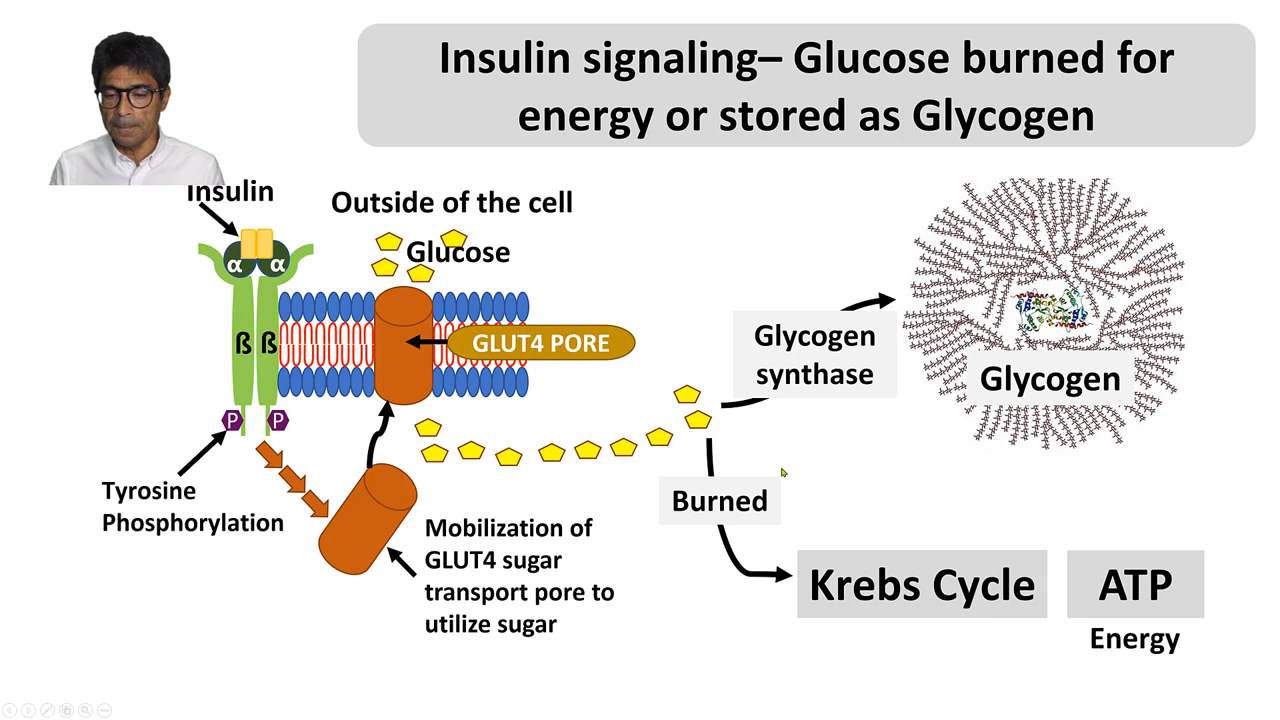 Insulin signaling– Glucose burned for
energy or stored as Glycogen
Insulin
Outside of the cell
Glucose
α α
ß ß
GLUT4 PORE
P P
Tyrosine
Phosphorylation
Mobilization of
GLUT4 sugar
transport pore to
utilize sugar
Glycogen
synthase
Glycogen
Burned
Krebs Cycle
ATP
Energy